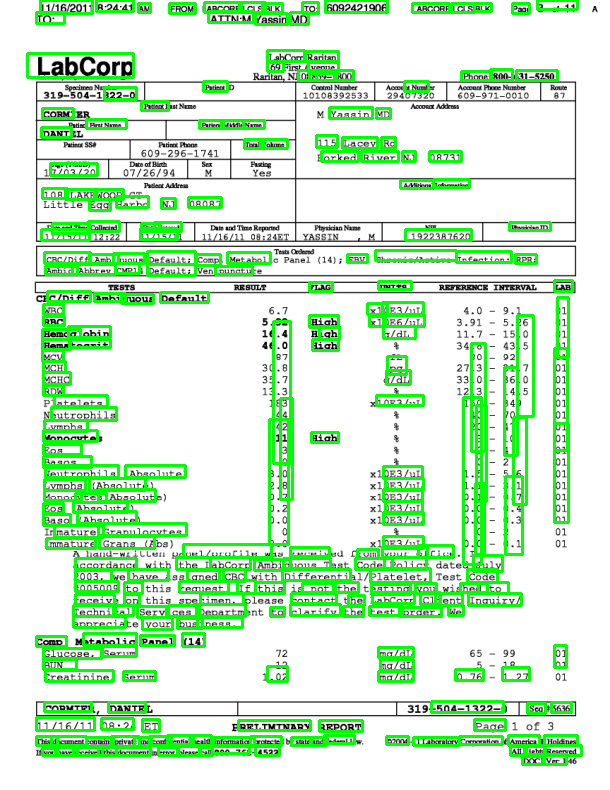 11/16/2011 8:24:41 AM FROM: ABCORP LCLS BLK TO: 6092421906 ABCORP LCLS BLK Page 2 of 11
TO: ATTN:M Yassin MD
LabCorp
LabCorp Raritan
69 First Avenue
Raritan, NJ Phone: 800-631-5250
Specimen Number Patient ID Control Number Account Number Account Phone Number Route
319-504-1322-0 10108392533 29407320 609-971-0010 87
Patient Last Name Account Address
CORMIER
Patient First Name Patient Middle Name
DANIEL
M Yassin MD
115 Lacey Rd
Forked River NJ 08731
Patient SS# Patient Phone Total Volume
609-296-1741
Age (Y/M/D) Date of Birth Sex Fasting
17/03/20 07/26/94 M Yes
Patient Address Additional Information
108 LAKEWOOD CT
Little Egg Harbo NJ 08087
Date and Time Collected Date Entered Date and Time Reported Physician Name NPI Physician ID
11/15/11 12:22 11/15/11 11/16/11 08:24ET YASSIN , M 1922387620
Tests Ordered
CBC/Diff Ambiguous Default; Comp. Metabolic Panel (14); EBV Chronic/Active Infection; RPR;
Ambig Abbrev CMP14 Default; Venipuncture
TESTS RESULT FLAG UNITS REFERENCE INTERVAL LAB
CBC/Diff Ambiguous Default
WBC 6.7 x10E3/uL 4.0 - 9.1 01
RBC 5.32 High x10E6/uL 3.91 - 5.26 01
Hemoglobin 16.4 High g/dL 11.7 - 15.0 01
Hematocrit 46.0 High % 34.8 - 43.5 01
MCV 87 fL 80 - 92 01
MCH 30.8 pg 27.3 - 31.7 01
MCHC 35.7 g/dL 33.0 - 36.0 01
RDW 13.3 % 12.3 - 14.5 01
Platelets x10E3/uL 349 01
Neutrophils 44 % 40 - 70 01
Lymphs 42 % 01
Monocytes 11 High % 01
Eos 3 % 01
Basos % 01
Neutrophils (Absolute) 3.0 x10E3/uL 1.5 - 5.6 01
Lymphs (Absolute) 2.8 x10E3/uL 01
Monocytes(Absolute) 0.7 x10E3/uL 01
Eos (Absolute) 0.2 x10E3/uL 0.0 - 0.4 01
Baso (Absolute) 0.0 x10E3/uL 0.0 - 0.3 01
Immature Granulocytes 0 % 01
Immature Grans (Abs) 0.0 x10E3/uL 0.0 - 0.1 01
A hand-written panel/profile was received from your office. In
accordance with the LabCorp Ambiguous Test Code Policy dated July
2003, we have assigned CBC with Differential/Platelet, Test Code
#005009 to this request. If this is not the testing you wished to
receive on this specimen, please contact the LabCorp Client Inquiry/
Technical Services Department to clarify the test order. We
appreciate your business.
Comp. Metabolic Panel (14)
Glucose, Serum 72 mg/dL 65 - 99 01
BUN 12 mg/dL 5 - 18 01
Creatinine, Serum 1.02 mg/dL 0.76 - 1.27 01
CORMIER, DANIEL 319-504-1322-0 Seq # 5636
11/16/11 08:2 ET PRELIMINARY REPORT Page 1 of 3
This document contains private and confidential health information protected by state and federal law. ©2004-11 Laboratory Corporation of America Holdings
If you have received this document in error, please call 800-762-4533 All Rights Reserved
DOC Ver: 1.46